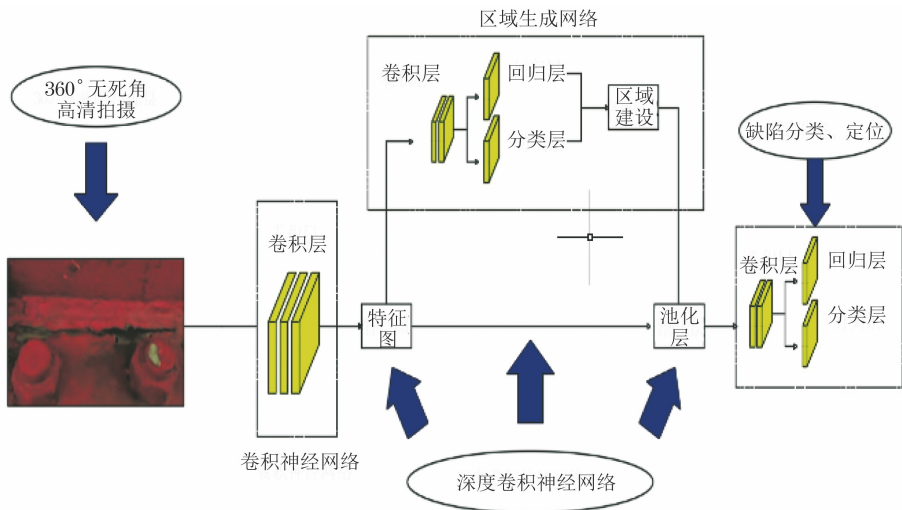 区域生成网络
360°无死角
高清拍摄
卷积层
回归层
分类层
区域
建设
缺陷分类、定位
卷积层
特征
图
池化
层
卷积层
回归层
分类层
卷积神经网络
深度卷积神经网络